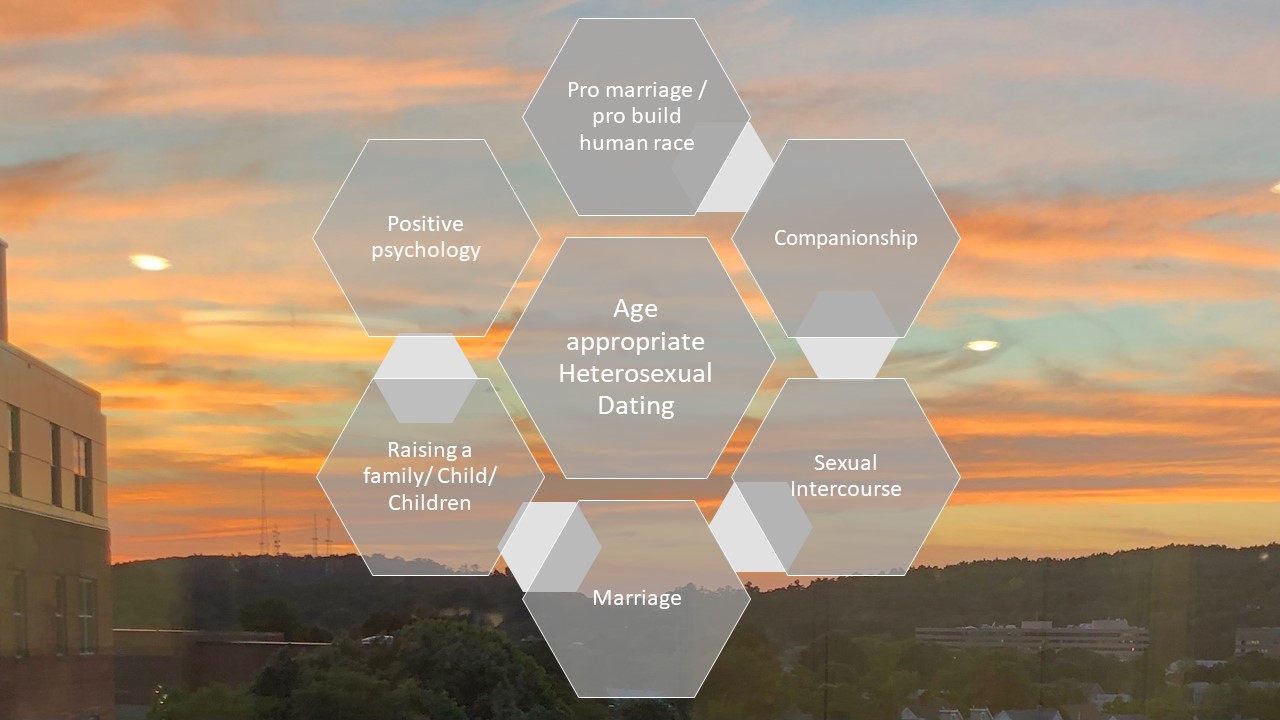 Pro marriage /
pro build
human race
Positive
psychology
Companionship
Age
appropriate
Heterosexual
Dating
Raising a
family/ Child/
Children
Sexual
Intercourse
Marriage